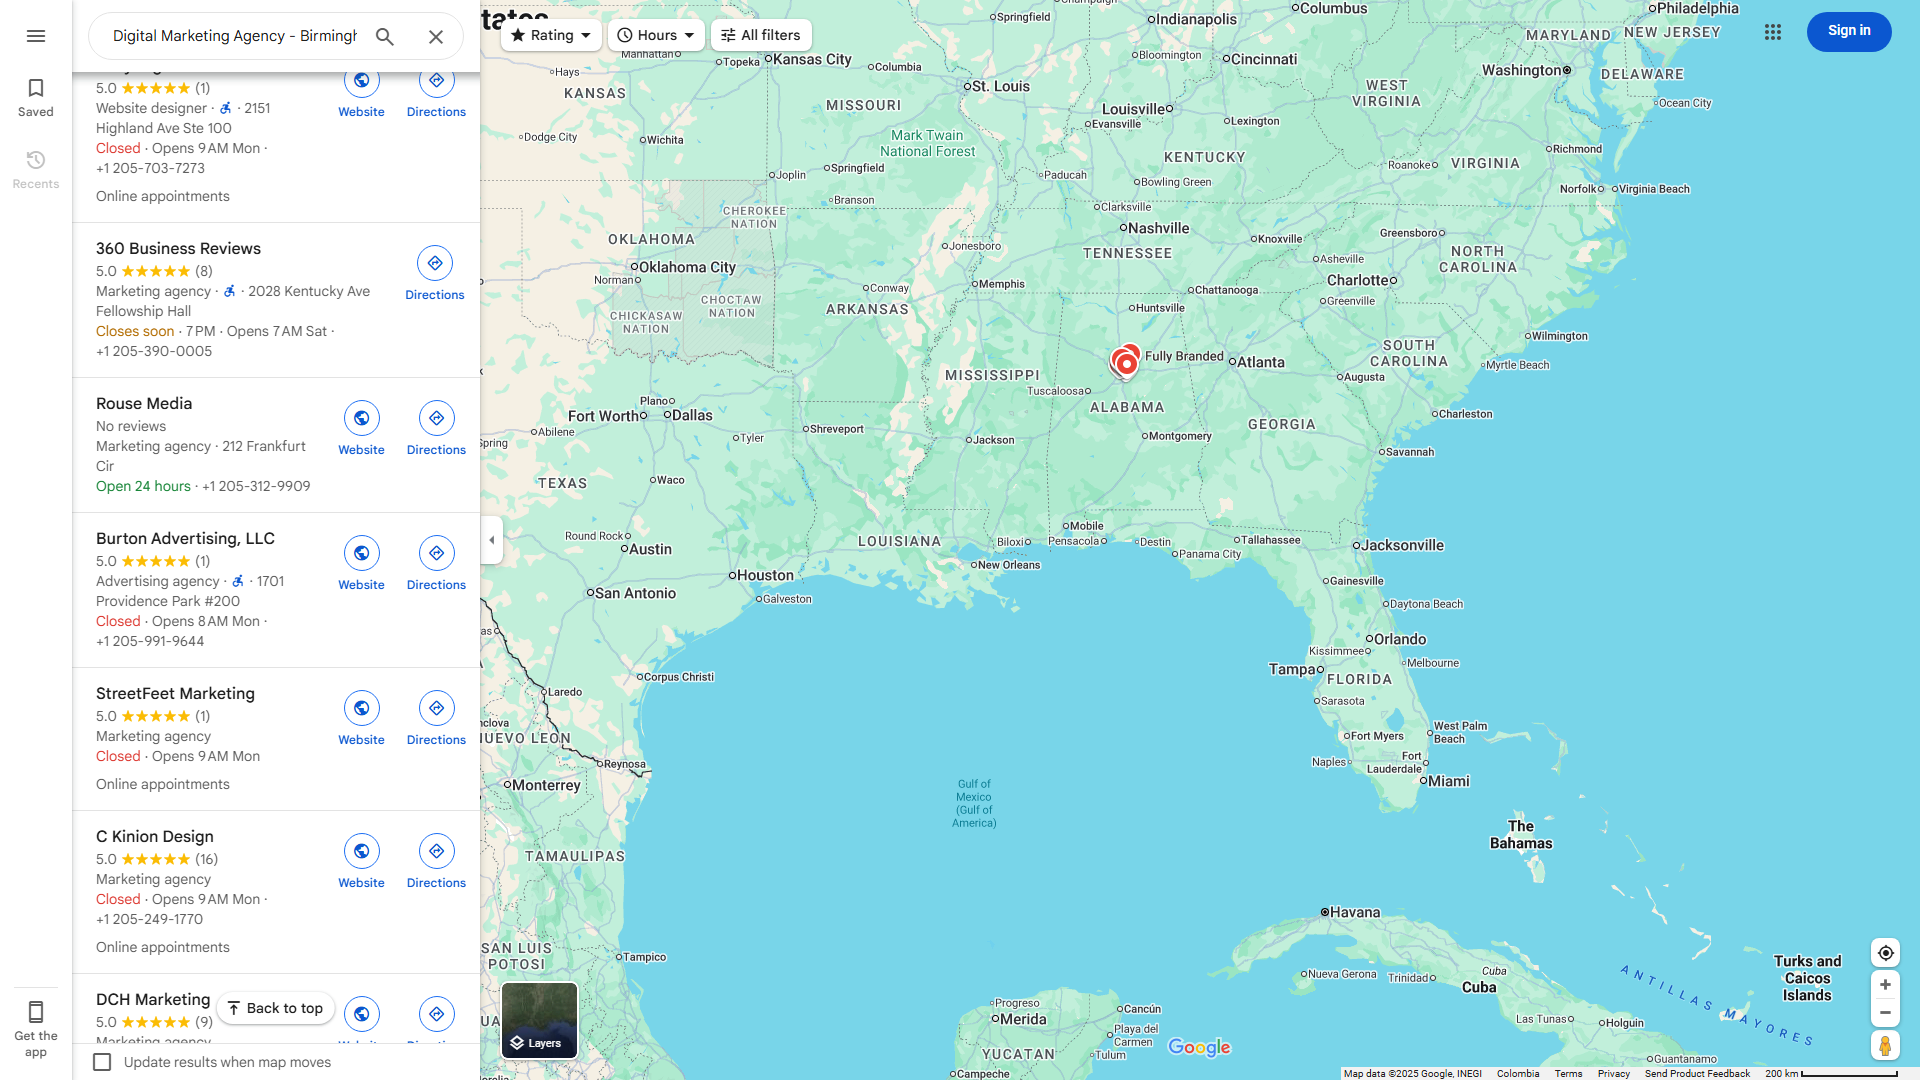 Digital Marketing Agency - Birmingh
Rating
Hours
All filters
Sign in
Saved
Recents
Get the
app
5.0 (1)
Website designer · 2151
Highland Ave Ste 100
Closed · Opens 9 AM Mon ·
+1 205-703-7273
Online appointments
Website
Directions
360 Business Reviews
5.0 (8)
Marketing agency · 2028 Kentucky Ave
Fellowship Hall
Closes soon · 7 PM · Opens 7 AM Sat ·
+1 205-390-0005
Directions
Rouse Media
No reviews
Marketing agency · 212 Frankfurt
Cir
Open 24 hours · +1 205-312-9909
Website
Directions
Burton Advertising, LLC
5.0 (1)
Advertising agency · 1701
Providence Park #200
Closed · Opens 8 AM Mon ·
+1 205-991-9644
Website
Directions
StreetFeet Marketing
5.0 (1)
Marketing agency
Closed · Opens 9 AM Mon
Online appointments
Website
Directions
C Kinion Design
5.0 (16)
Marketing agency
Closed · Opens 9 AM Mon ·
+1 205-249-1770
Online appointments
Website
Directions
DCH Marketing
5.0 (9)
Marketing agency
Back to top
Update results when map moves
Springfield
Indianapolis
Columbus
Philadelphia
MARYLAND
NEW JERSEY
Manhattan
Topeka
Kansas City
Columbia
Bloomington
Cincinnati
Washington
DELAWARE
Hays
KANSAS
MISSOURI
St. Louis
Louisville
Evansville
Lexington
WEST
VIRGINIA
Ocean City
Dodge City
Wichita
Mark Twain
National Forest
KENTUCKY
Richmond
Roanoke
VIRGINIA
Springfield
Joplin
Paducah
Bowling Green
Norfolk
Virginia Beach
Branson
CHEROKEE
NATION
Clarksville
Nashville
Knoxville
Greensboro
OKLAHOMA
Oklahoma City
Norman
Jonesboro
TENNESSEE
Asheville
Charlotte
NORTH
CAROLINA
Conway
Memphis
Chattanooga
Greenville
CHOCTAW
NATION
ARKANSAS
Huntsville
CHICKASAW
NATION
Wilmington
Fully Branded
Atlanta
SOUTH
CAROLINA
Myrtle Beach
MISSISSIPPI
Tuscaloosa
Augusta
ALABAMA
Charleston
Plano
Fort Worth
Dallas
GEORGIA
Abilene
Tyler
Shreveport
Jackson
Montgomery
Savannah
Spring
TEXAS
Waco
Mobile
Round Rock
Austin
LOUISIANA
Biloxi
Pensacola
Destin
Tallahassee
Panama City
Jacksonville
Houston
New Orleans
San Antonio
Galveston
Gainesville
Daytona Beach
Orlando
Kissimmee
Melbourne
Tampa
FLORIDA
Corpus Christi
Laredo
Sarasota
nclova
NUEVO LEON
West Palm
Beach
Fort Myers
Reynosa
Naples
Fort
Lauderdale
Miami
Monterrey
Gulf of
Mexico
(Gulf of
America)
The
Bahamas
TAMAULIPAS
Havana
SAN LUIS
POTOSI
Tampico
Nueva Gerona
Trinidad
Cuba
Cuba
Turks and
Caicos
Islands
ANTILLAS MAYORES
Progreso
Merida
Cancún
Playa del
Carmen
Tulum
YUCATAN
Campeche
Las Tunas
Holguin
Guantanamo
Layers
Google
Map data ©2025 Google, INEGI
Colombia
Terms
Privacy
Send Product Feedback
200 km